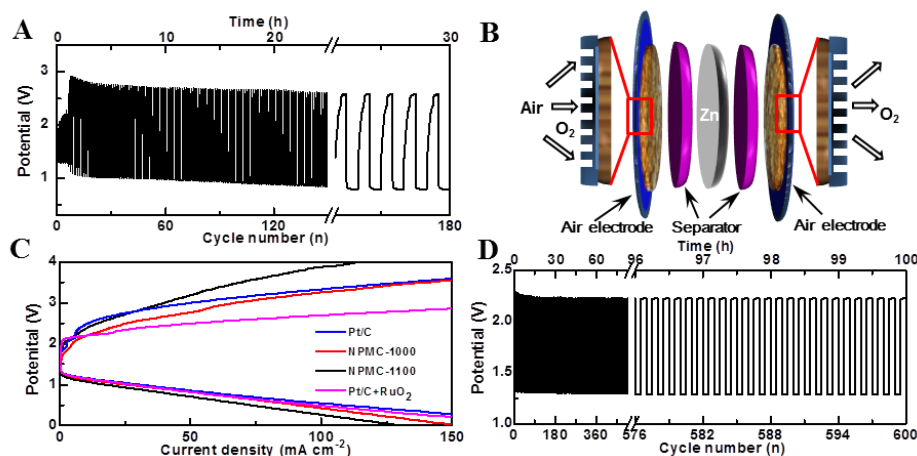 A
Time (h)
0 10 20 30
Potential (V)
3
2
1
0 60 120 180
Cycle number (n)
B
Air
O2
Zn
O2
Air electrode
Separator
Air electrode
C
Potenital (V)
4
3
2
1
0
Pt/C
NPMC-1000
NPMC-1100
Pt/C+RuO2
0 50 100 150
Current density (mA cm-2)
D
Time (h)
0 30 60 96 97 98 99 100
Potential (V)
2.5
2.0
1.5
1.0
0 180 360 576 582 588 594 600
Cycle number (n)